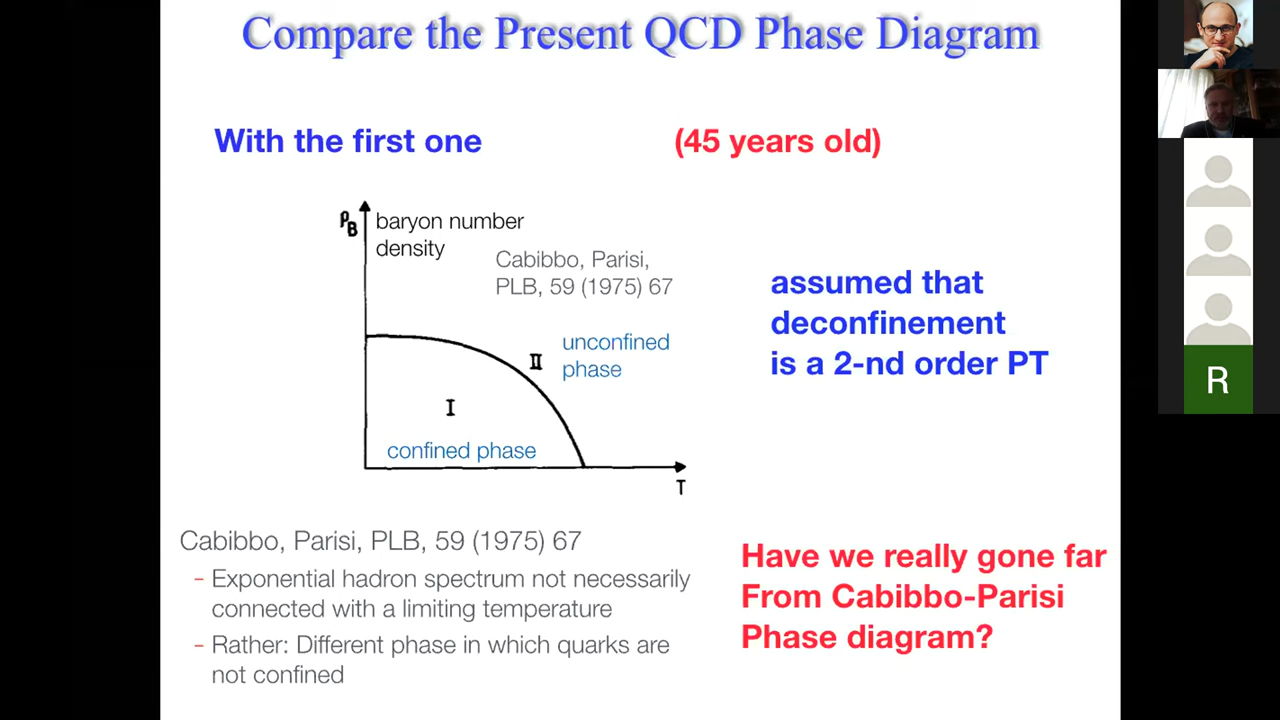 Compare the Present QCD Phase Diagram
With the first one
(45 years old)
ρB
baryon number
density
Cabibbo, Parisi,
PLB, 59 (1975) 67
unconfined
phase
II
I
confined phase
T
assumed that
deconfinement
is a 2-nd order PT
Cabibbo, Parisi, PLB, 59 (1975) 67
- Exponential hadron spectrum not necessarily
connected with a limiting temperature
- Rather: Different phase in which quarks are
not confined
Have we really gone far
From Cabibbo-Parisi
Phase diagram?
R